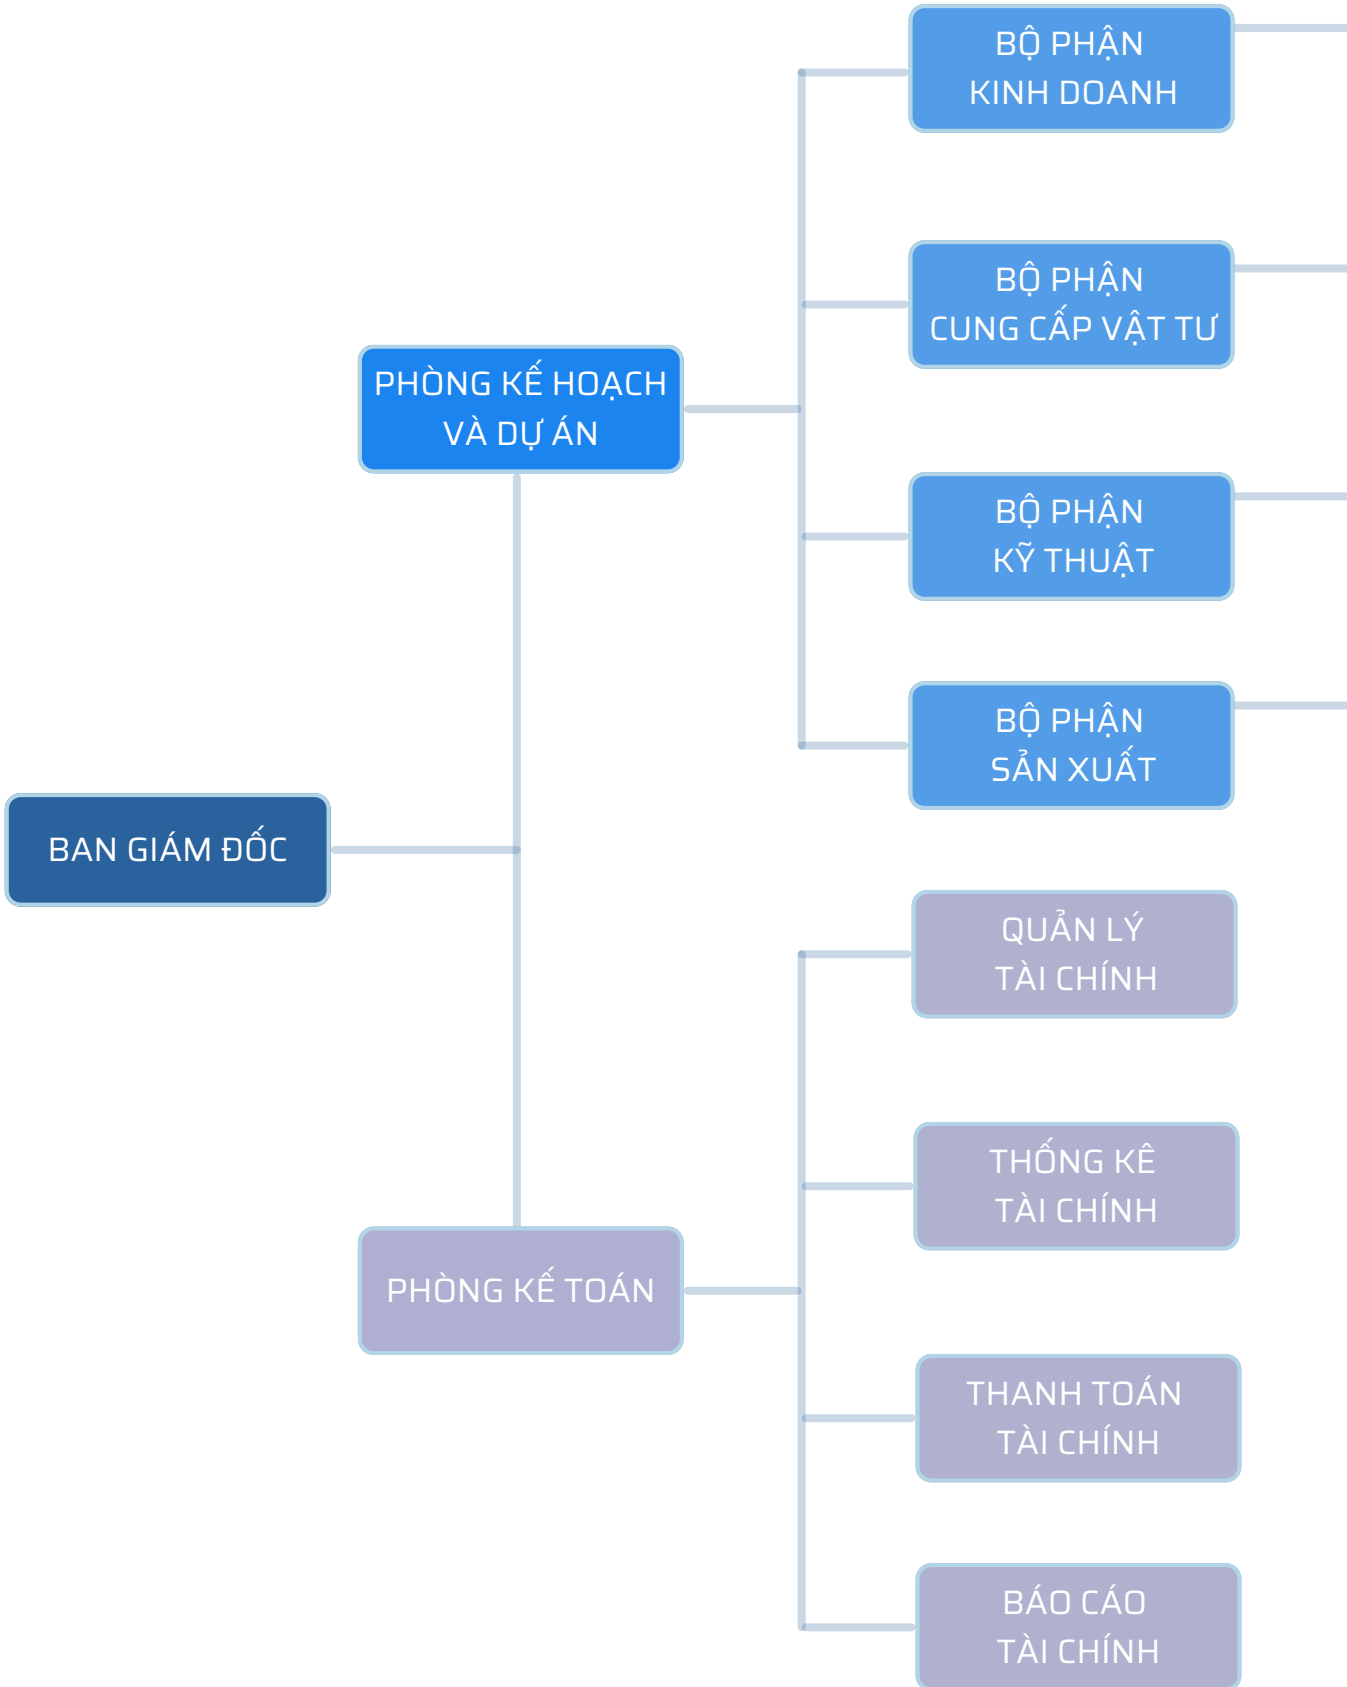 BAN GIÁM ĐỐC
PHÒNG KẾ HOẠCH
VÀ DỰ ÁN
BỘ PHẬN
KINH DOANH
BỘ PHẬN
CUNG CẤP VẬT TƯ
BỘ PHẬN
KỸ THUẬT
BỘ PHẬN
SẢN XUẤT
PHÒNG KẾ TOÁN
QUẢN LÝ
TÀI CHÍNH
THỐNG KÊ
TÀI CHÍNH
THANH TOÁN
TÀI CHÍNH
BÁO CÁO
TÀI CHÍNH